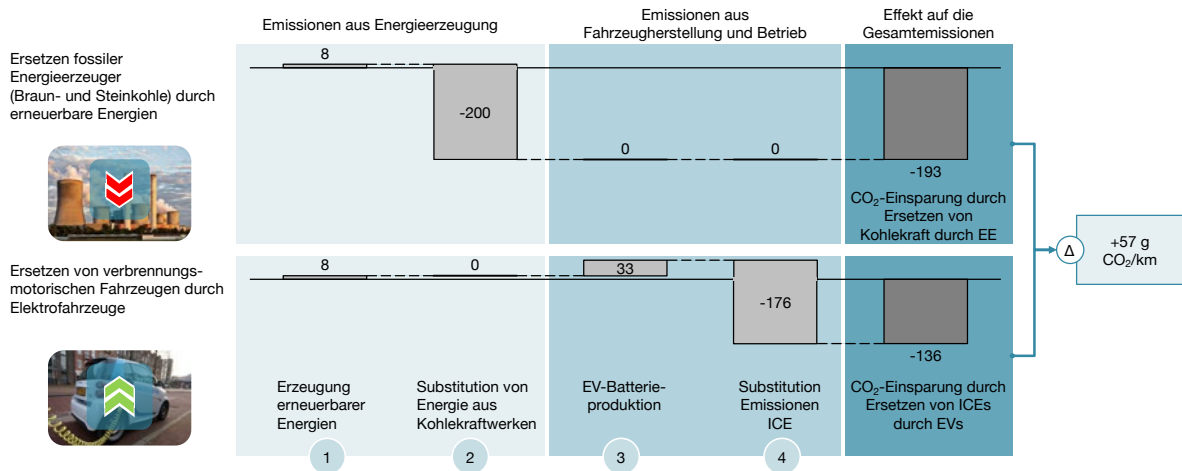 Emissionen aus Energieerzeugung
Emissionen aus
Fahrzeugherstellung und Betrieb
Effekt auf die
Gesamtemissionen
Ersetzen fossiler
Energieerzeuger
(Braun- und Steinkohle) durch
erneuerbare Energien
8
-200
0
0
-193
CO₂-Einsparung durch
Ersetzen von
Kohlekraft durch EE
Δ
+57 g
CO₂/km
Ersetzen von verbrennungs-
motorischen Fahrzeugen durch
Elektrofahrzeuge
8
0
33
-176
-136
Erzeugung
erneuerbarer
Energien
1
Substitution von
Energie aus
Kohlekraftwerken
2
EV-Batterie-
produktion
3
Substitution
Emissionen
ICE
4
CO₂-Einsparung durch
Ersetzen von ICEs
durch EVs